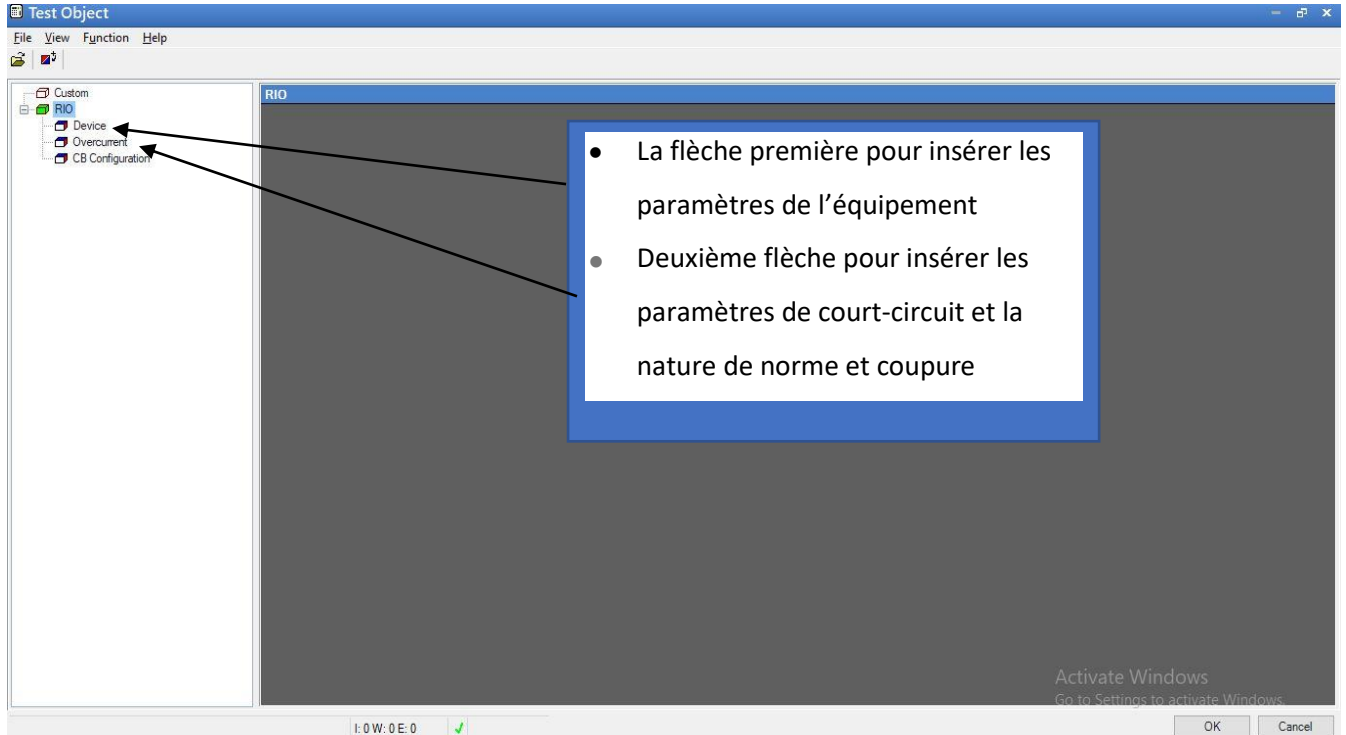 Test Object
File View Function Help
Custom
RIO
Device
Overcurrent
CB Configuration
RIO
• La flèche première pour insérer les
paramètres de l’équipement
• Deuxième flèche pour insérer les
paramètres de court-circuit et la
nature de norme et coupure
Activate Windows
Go to Settings to activate Windows.
I: 0 W: 0 E: 0
OK Cancel